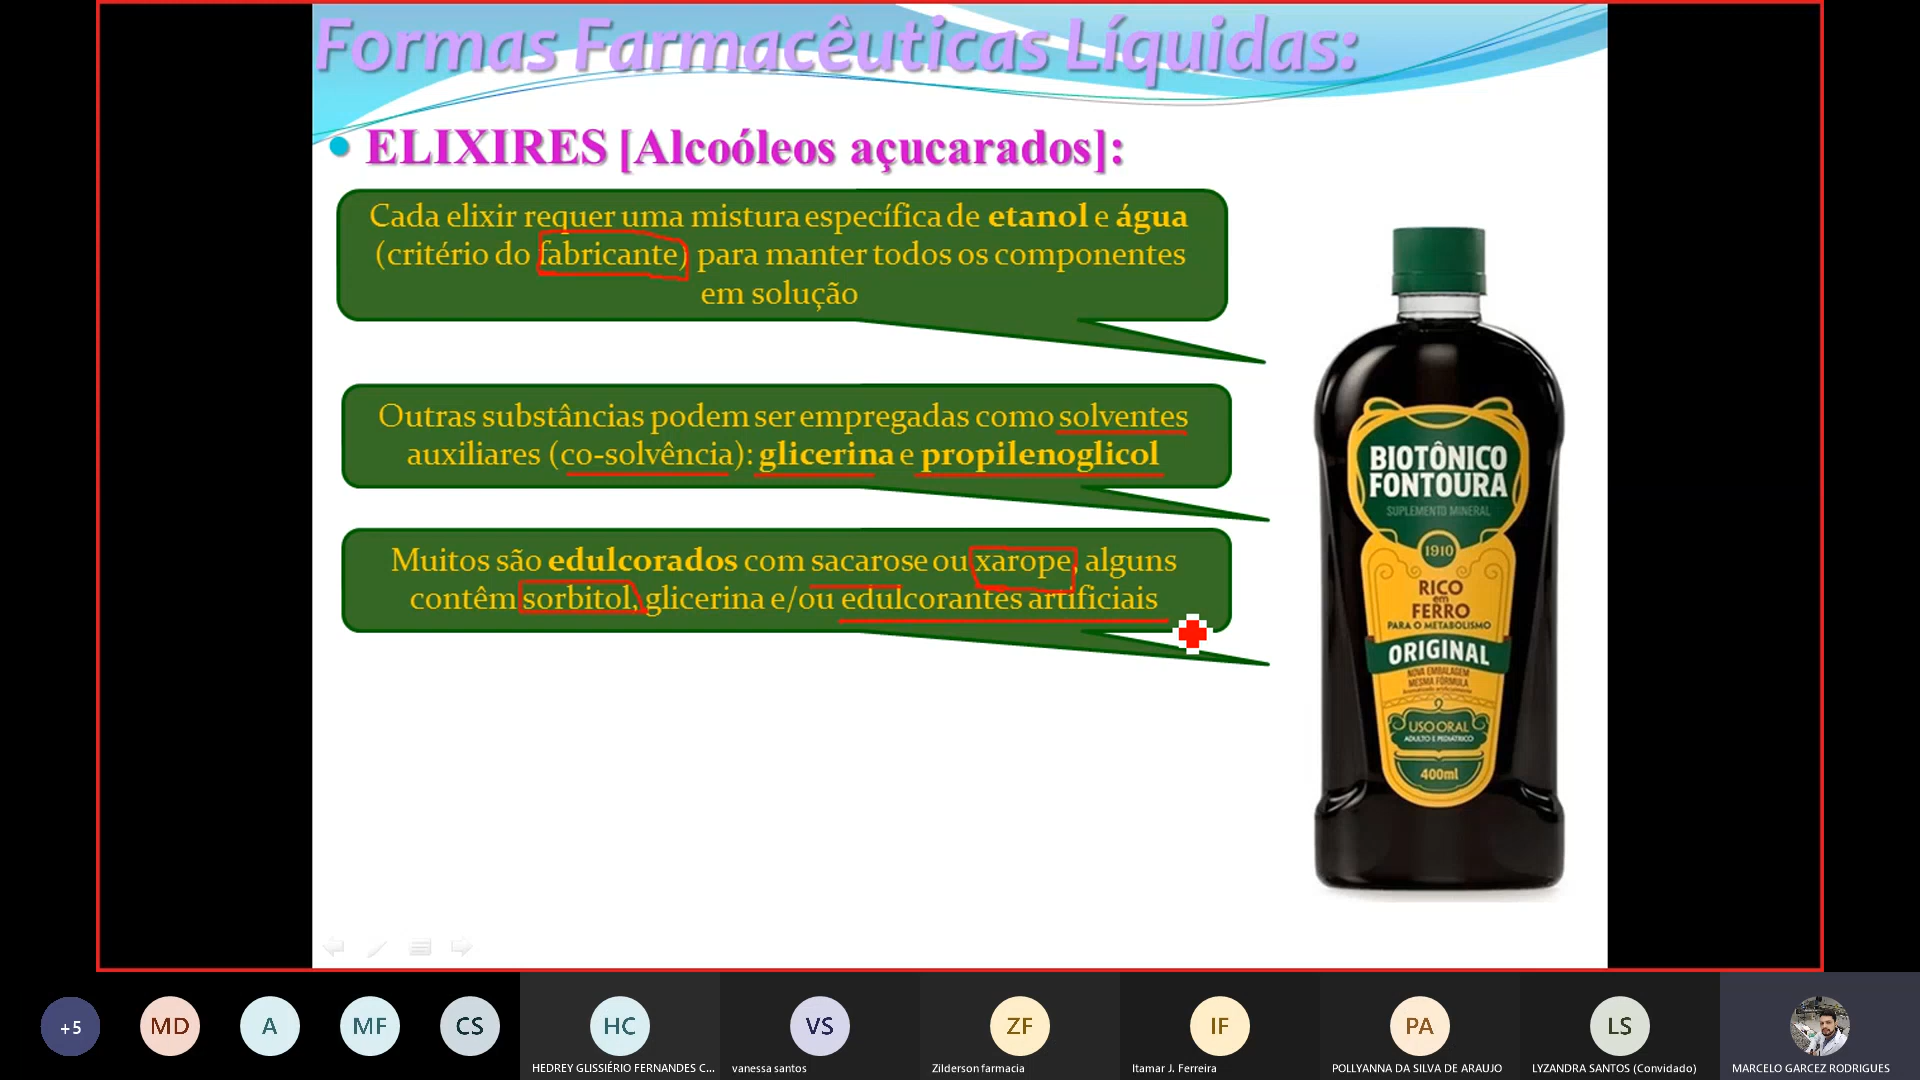 Formas Farmacêuticas Líquidas:
• ELIXIRES [Alcoóleos açucarados]:
Cada elixir requer uma mistura específica de etanol e água
(critério do fabricante) para manter todos os componentes
em solução
Outras substâncias podem ser empregadas como solventes
auxiliares (co-solvência): glicerina e propilenoglicol
Muitos são edulcorados com sacarose ou xarope, alguns
contêm sorbitol, glicerina e/ou edulcorantes artificiais
BIOTÔNICO
FONTOURA
SUPLEMENTO MINERAL
1910
RICO
em
FERRO
PARA O METABOLISMO
ORIGINAL
NOVA EMBALAGEM
MESMA FÓRMULA
USO ORAL
ADULTO E PEDIÁTRICO
400ml
+5
MD
A
MF
CS
HC
VS
ZF
IF
PA
LS
HEDREY GLISSIÉRIO FERNANDES C...
vanessa santos
Zilderson farmacia
Itamar J. Ferreira
POLLYANNA DA SILVA DE ARAUJO
LYZANDRA SANTOS (Convidado)
MARCELO GARCEZ RODRIGUES